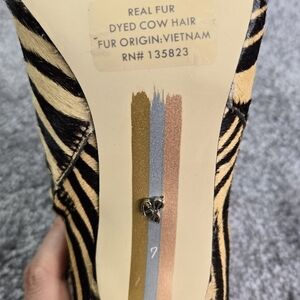 REAL FUR
DYED COW HAIR
FUR ORIGIN:VIETNAM
RN# 135823
7